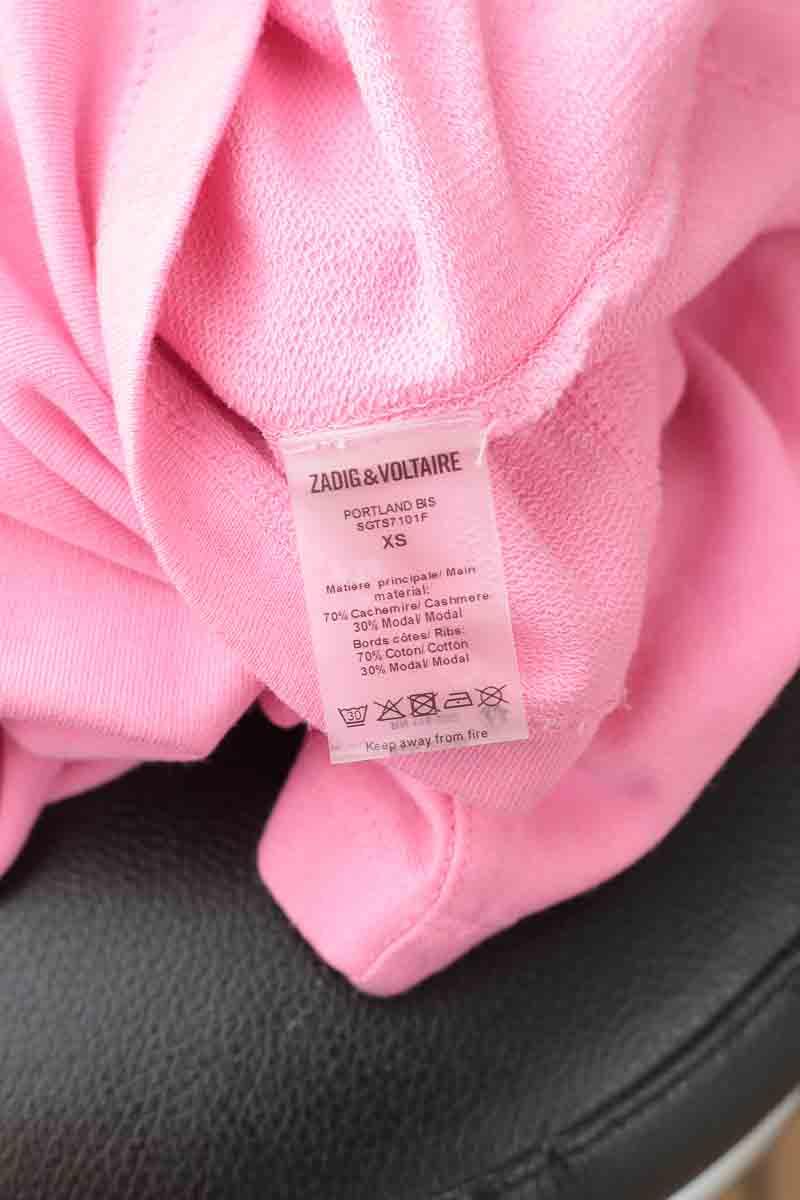 ZADIG&VOLTAIRE
PORTLAND BIS
SGTS7101F
XS
Matière principale/ Main
material:
70% Cachemire/ Cashmere
30% Modal/ Modal
Bords côtes/ Ribs:
70% Coton/ Cotton
30% Modal/ Modal
30
Keep away from fire